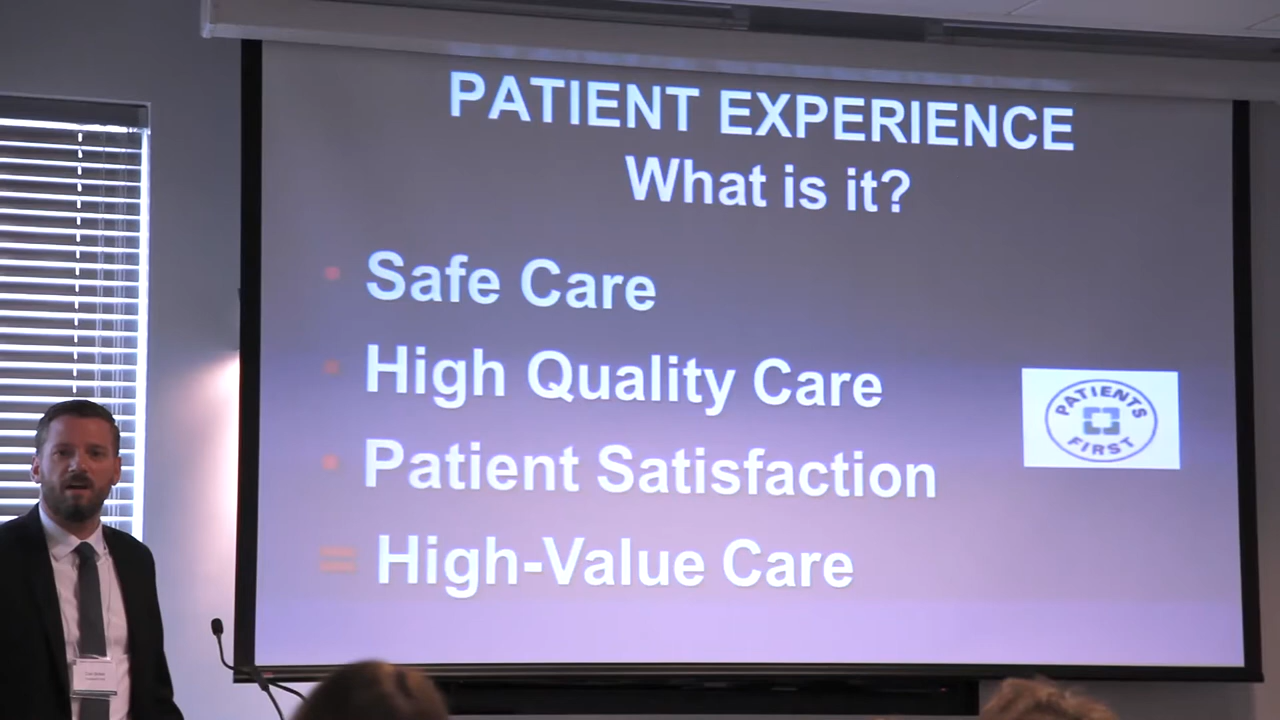 PATIENT EXPERIENCE
What is it?
• Safe Care
• High Quality Care
• Patient Satisfaction
= High-Value Care
PATIENTS
FIRST